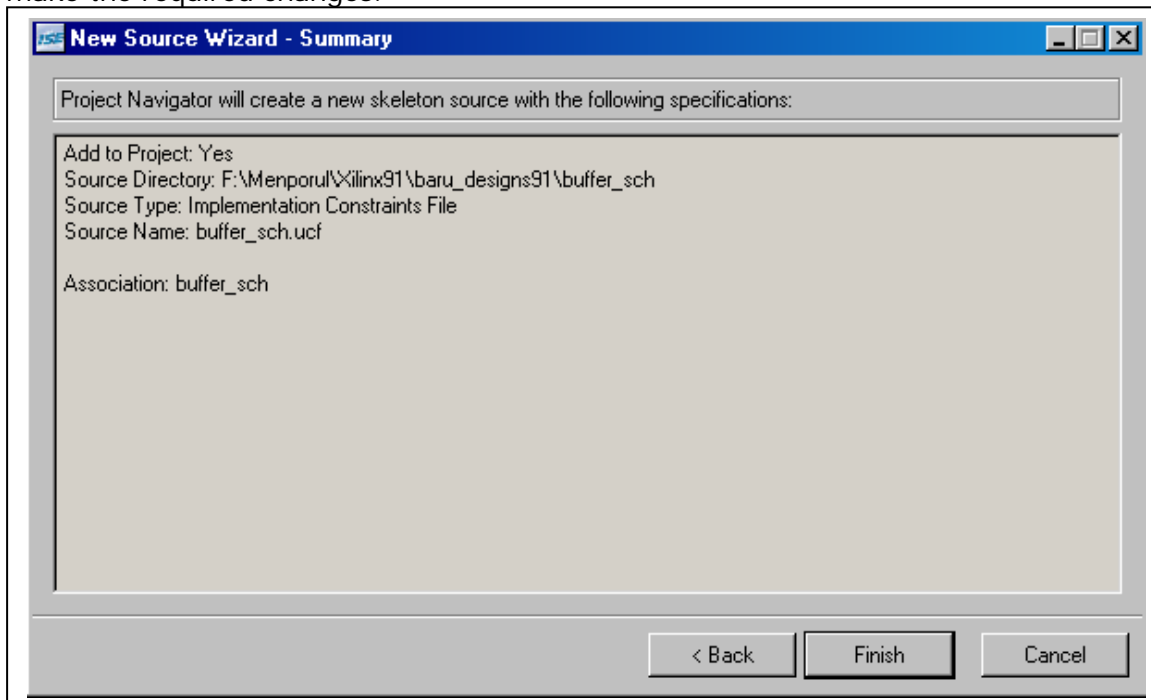 make the required changes.
ISE New Source Wizard - Summary
Project Navigator will create a new skeleton source with the following specifications:
Add to Project: Yes
Source Directory: F:\Menporul\Xilinx91\baru_designs91\buffer_sch
Source Type: Implementation Constraints File
Source Name: buffer_sch.ucf
Association: buffer_sch
< Back Finish Cancel